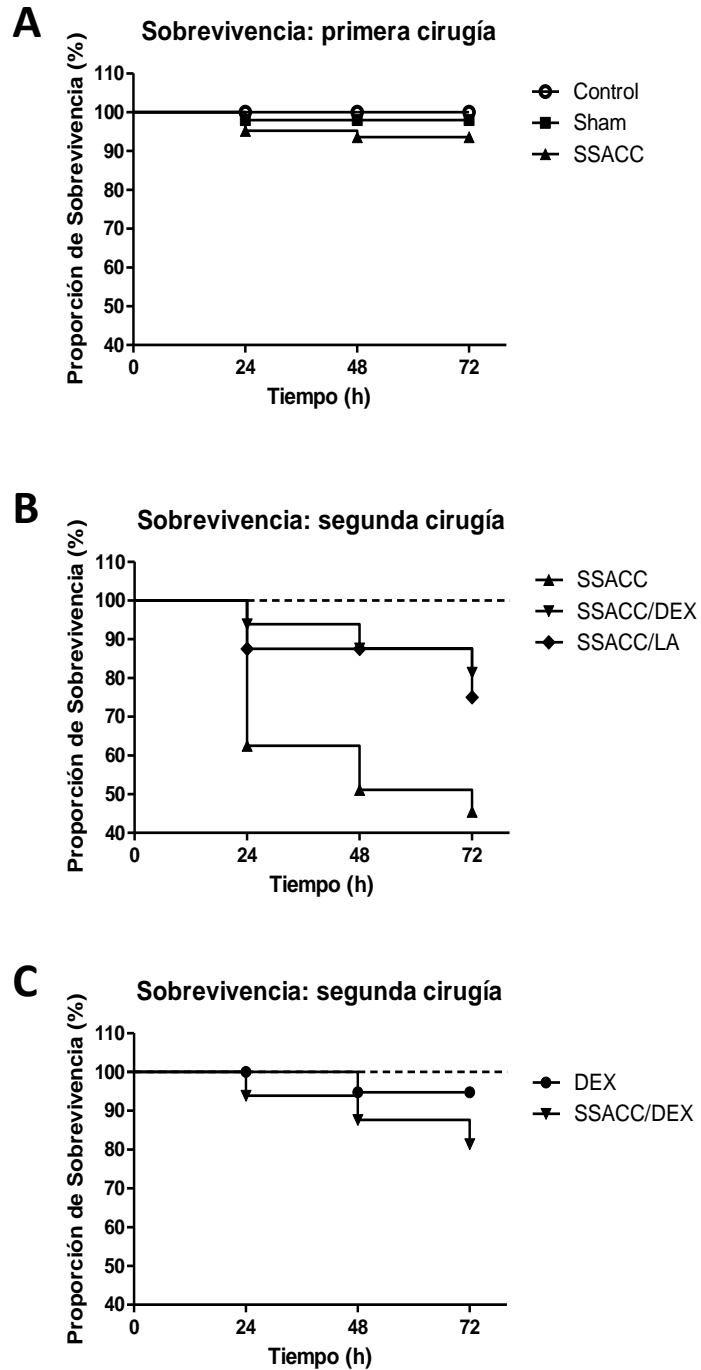 A
Sobrevivencia: primera cirugía
Proporción de Sobrevivencia (%)
110
100
90
80
70
60
50
40
0
24
48
72
Tiempo (h)
Control
Sham
SSACC
B
Sobrevivencia: segunda cirugía
Proporción de Sobrevivencia (%)
110
100
90
80
70
60
50
40
0
24
48
72
Tiempo (h)
SSACC
SSACC/DEX
SSACC/LA
C
Sobrevivencia: segunda cirugía
Proporción de Sobrevivencia (%)
110
100
90
80
70
60
50
40
0
24
48
72
Tiempo (h)
DEX
SSACC/DEX